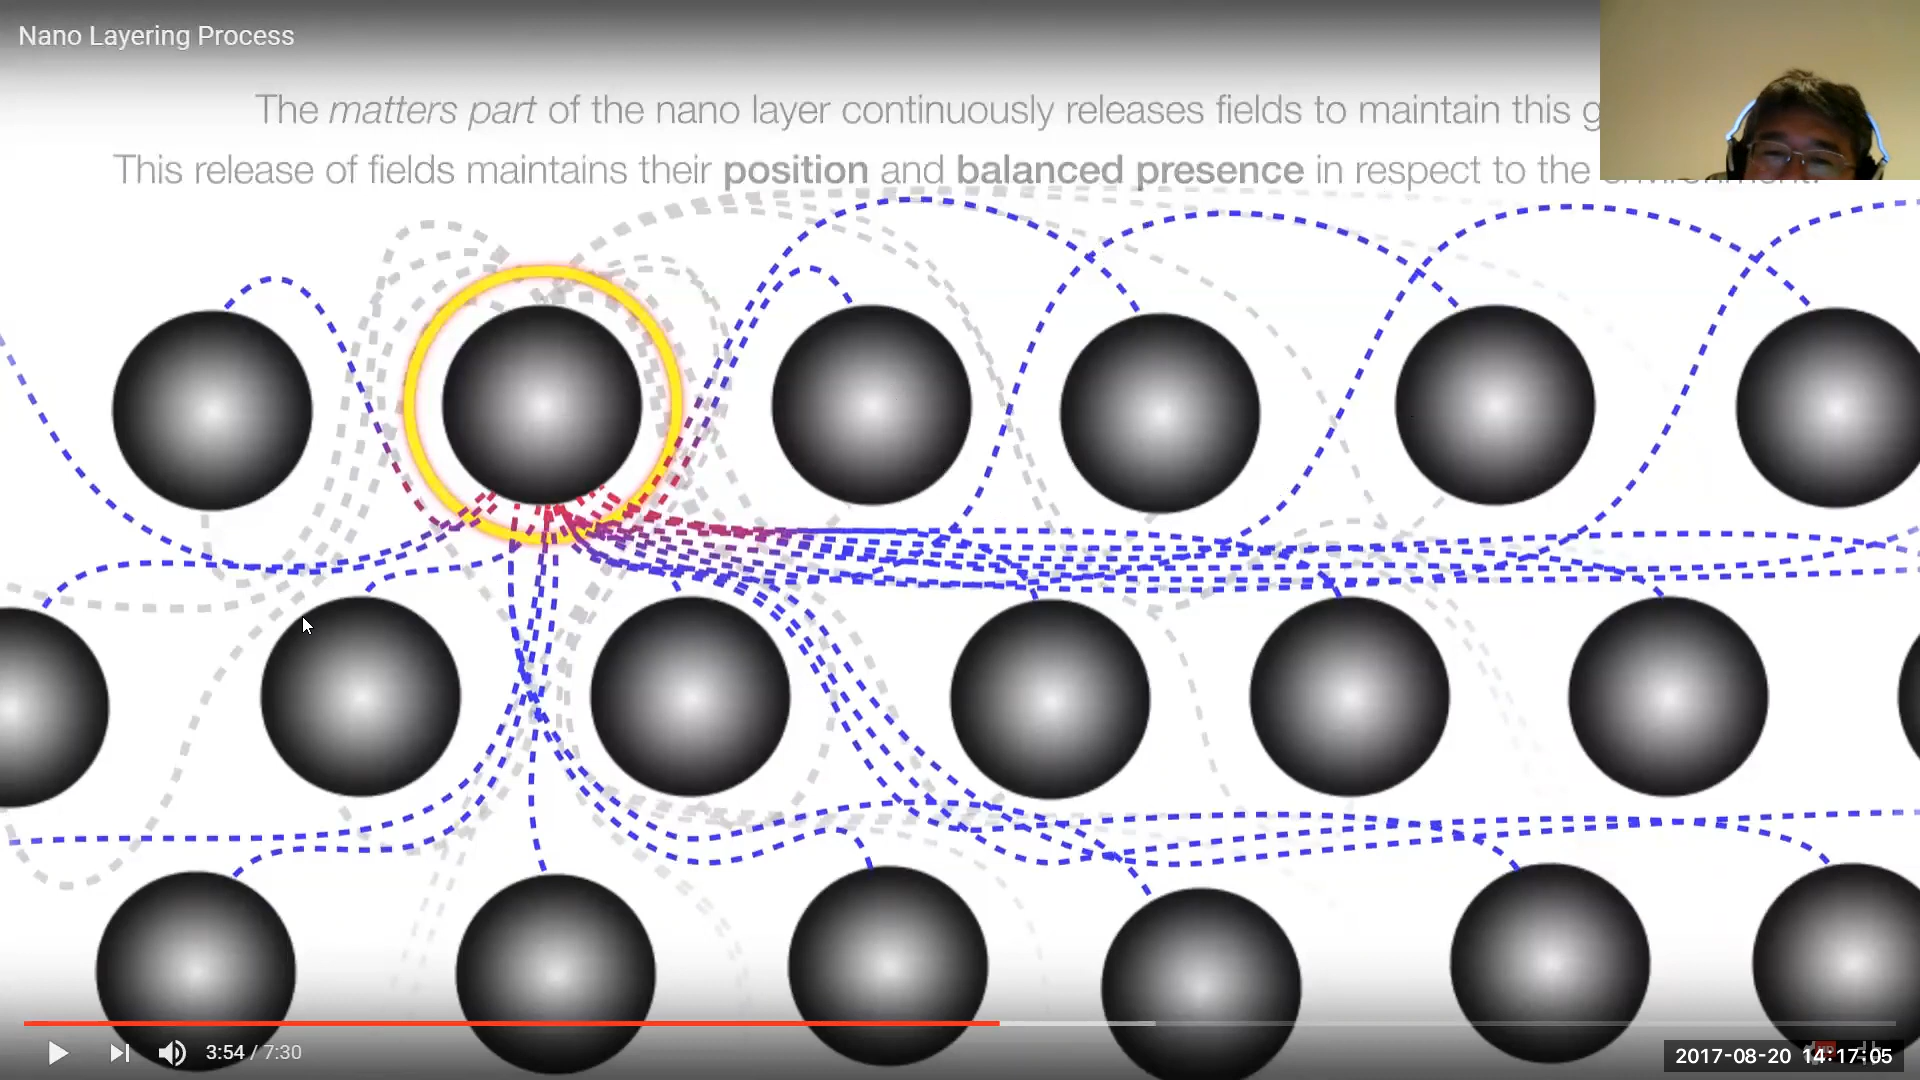 Nano Layering Process
The matters part of the nano layer continuously releases fields to maintain this
This release of fields maintains their position and balanced presence in respect to the
3:54 / 7:30
2017-08-20 14:17:05